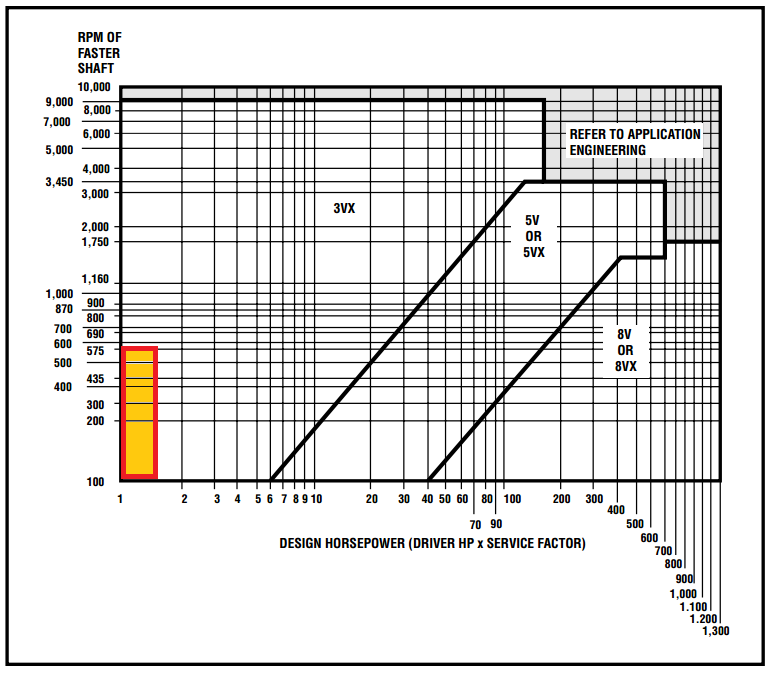 RPM OF
FASTER
SHAFT
10,000
9,000
8,000
7,000
6,000
5,000
4,000
3,450
3,000
2,000
1,750
1,160
1,000
900
870
800
700
690
600
575
500
435
400
300
200
100
REFER TO APPLICATION
ENGINEERING
3VX
5V
OR
5VX
8V
OR
8VX
1 2 3 4 5 6 7 8 9 10 20 30 40 50 60 80 100 200 300
400
70 90 500
600
700
800
900
1,000
1.100
1.200
1,300
DESIGN HORSEPOWER (DRIVER HP x SERVICE FACTOR)